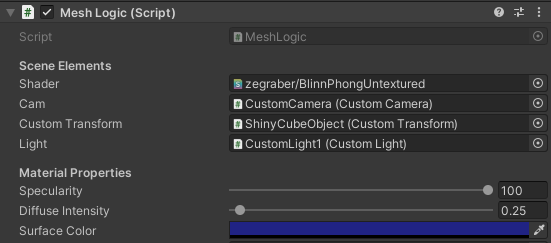 Mesh Logic (Script)
Script MeshLogic
Scene Elements
Shader zegraber/BlinnPhongUntextured
Cam CustomCamera (Custom Camera)
Custom Transform ShinyCubeObject (Custom Transform)
Light CustomLight1 (Custom Light)
Material Properties
Specularity 100
Diffuse Intensity 0.25
Surface Color